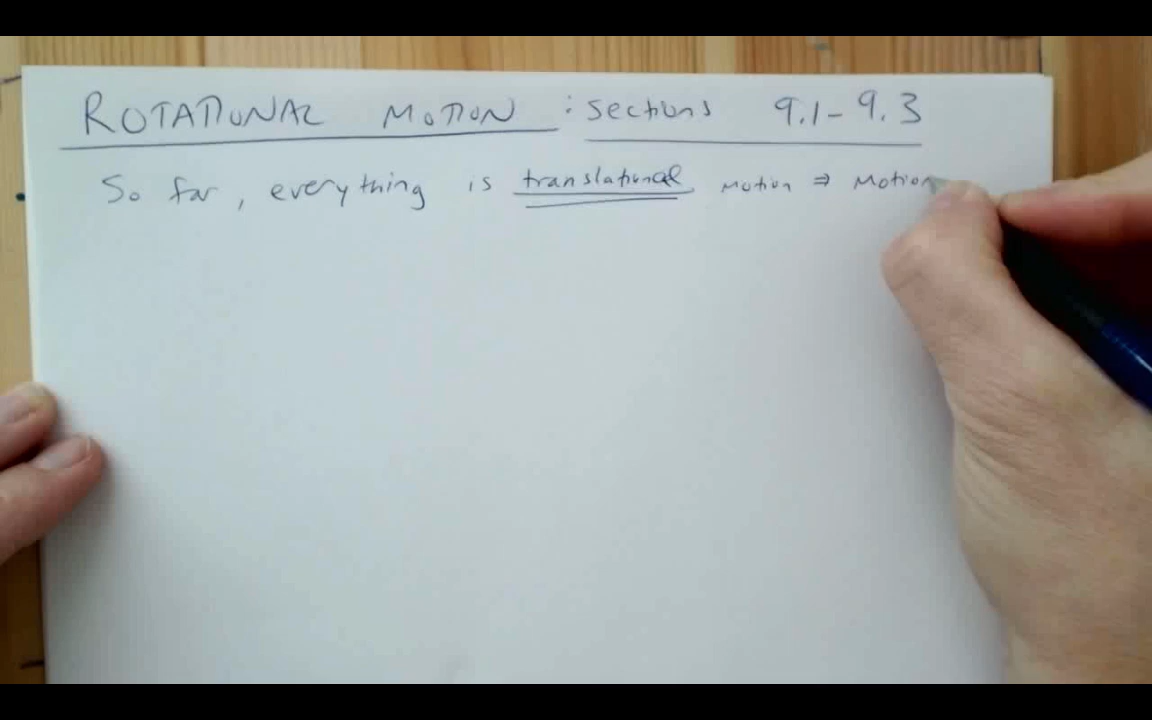 ROTATIONAL MOTION : sections 9.1 - 9.3
So far, everything is translational motion ⇒ motion